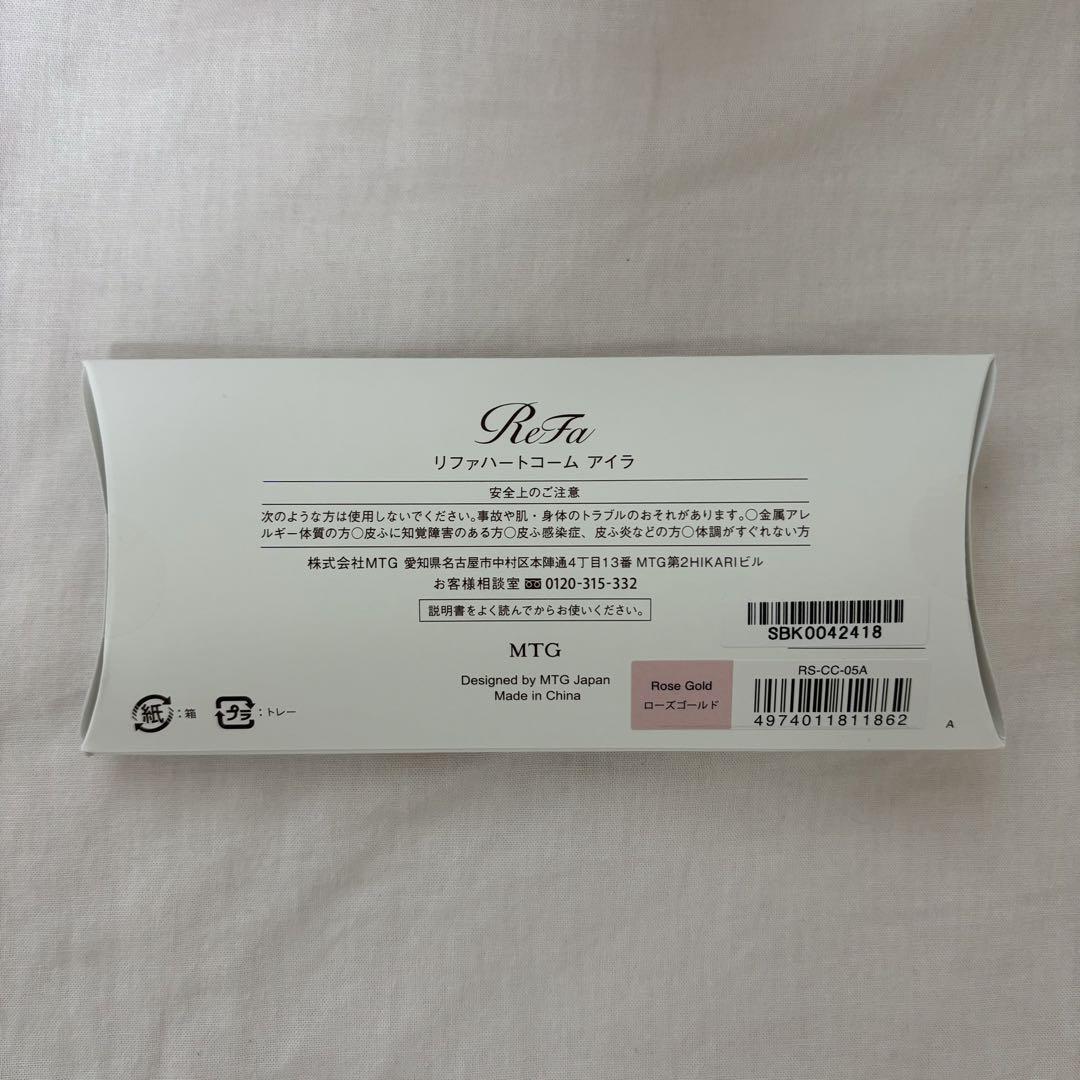 ReFa
リファハートコーム アイラ
安全上のご注意
次のような方は使用しないでください。事故や肌・身体のトラブルのおそれがあります。○金属アレ
ルギー体質の方○皮ふに知覚障害のある方○皮ふ感染症、皮ふ炎などの方○体調がすぐれない方
株式会社MTG 愛知県名古屋市中村区本陣通4丁目13番 MTG第2HIKARIビル
お客様相談室 0120-315-332
説明書をよく読んでからお使いください。
SBK0042418
MTG
Designed by MTG Japan
Made in China
RS-CC-05A
Rose Gold
ローズゴールド
4974011811862
紙:箱
プラ:トレー
A